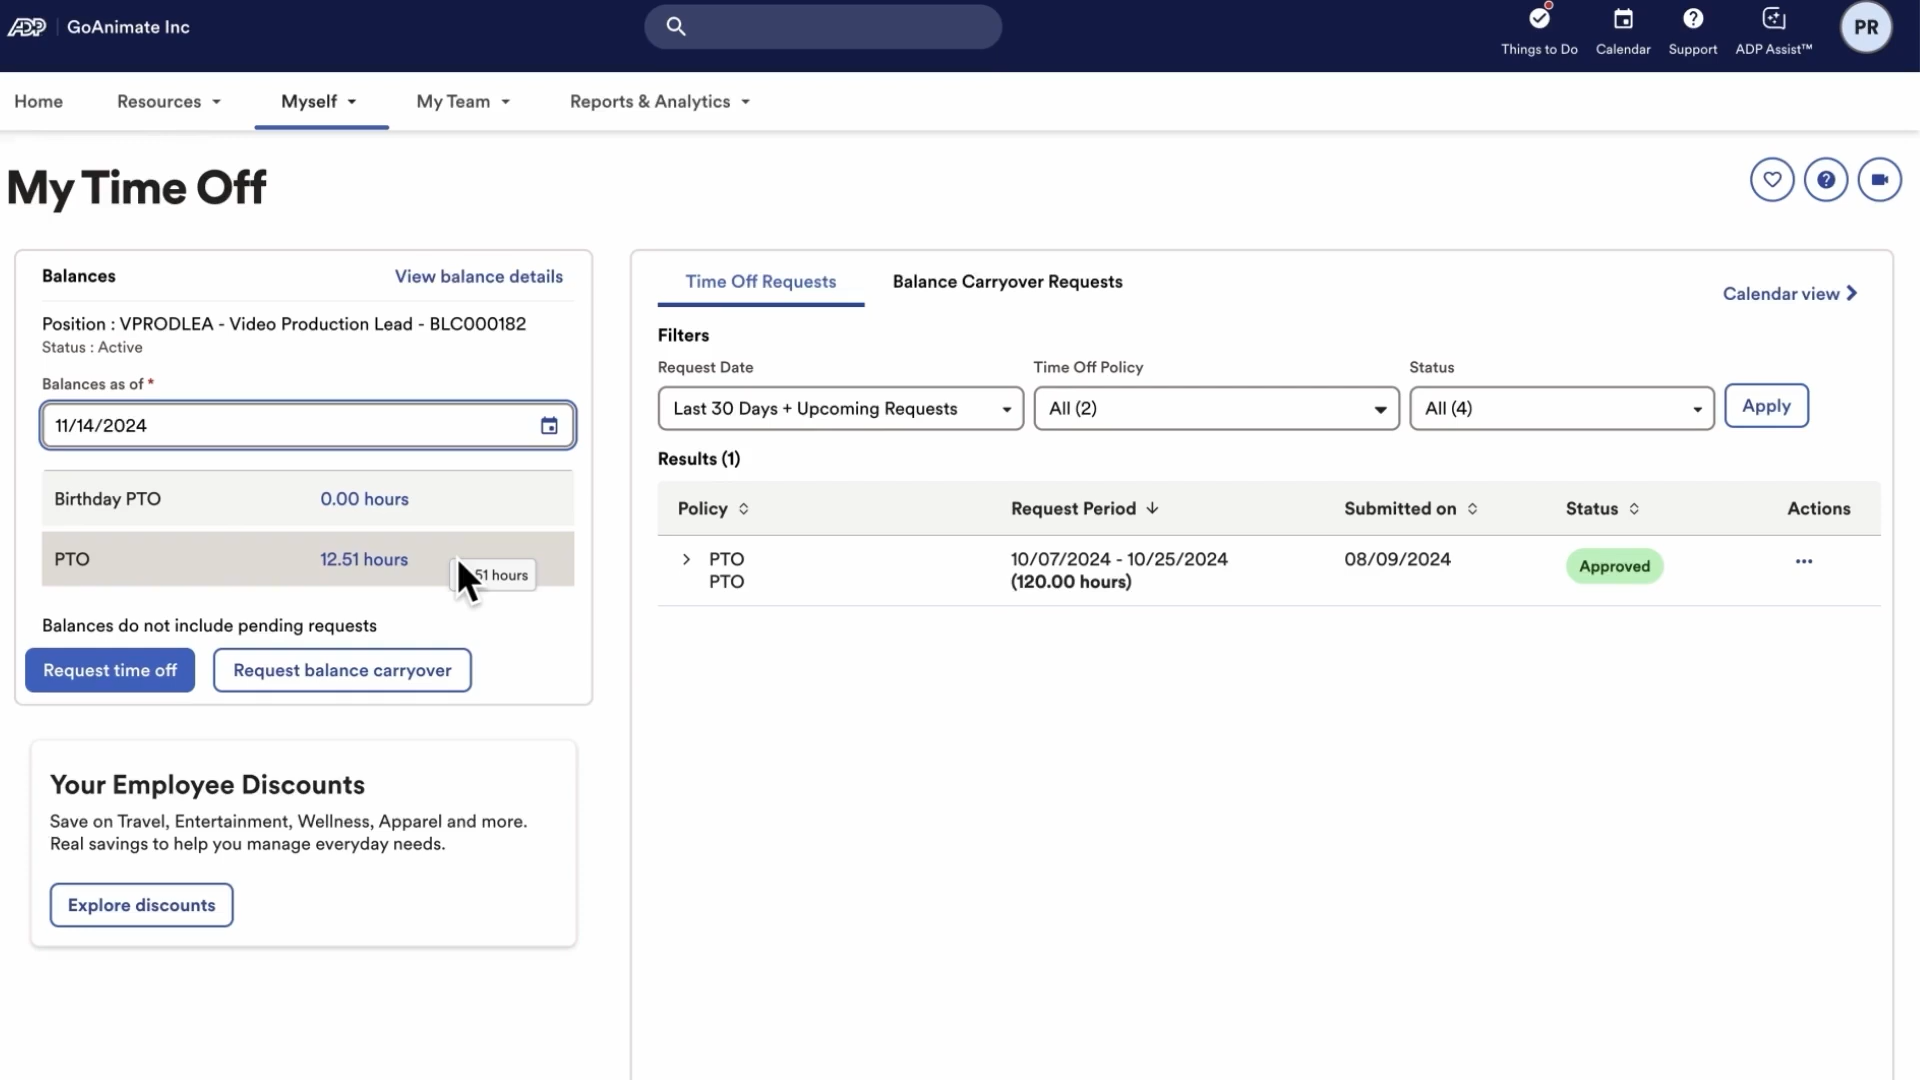 ADP GoAnimate Inc
Things to Do Calendar Support ADP Assist™ PR
Home Resources Myself My Team Reports & Analytics
My Time Off
Balances View balance details
Position : VPRODLEA - Video Production Lead - BLC000182
Status : Active
Balances as of *
11/14/2024
Birthday PTO 0.00 hours
PTO 12.51 hours
51 hours
Balances do not include pending requests
Request time off Request balance carryover
Your Employee Discounts
Save on Travel, Entertainment, Wellness, Apparel and more.
Real savings to help you manage everyday needs.
Explore discounts
Time Off Requests Balance Carryover Requests
Calendar view
Filters
Request Date Time Off Policy Status
Last 30 Days + Upcoming Requests All (2) All (4) Apply
Results (1)
Policy Request Period Submitted on Status Actions
PTO 10/07/2024 - 10/25/2024 08/09/2024 Approved
PTO (120.00 hours)